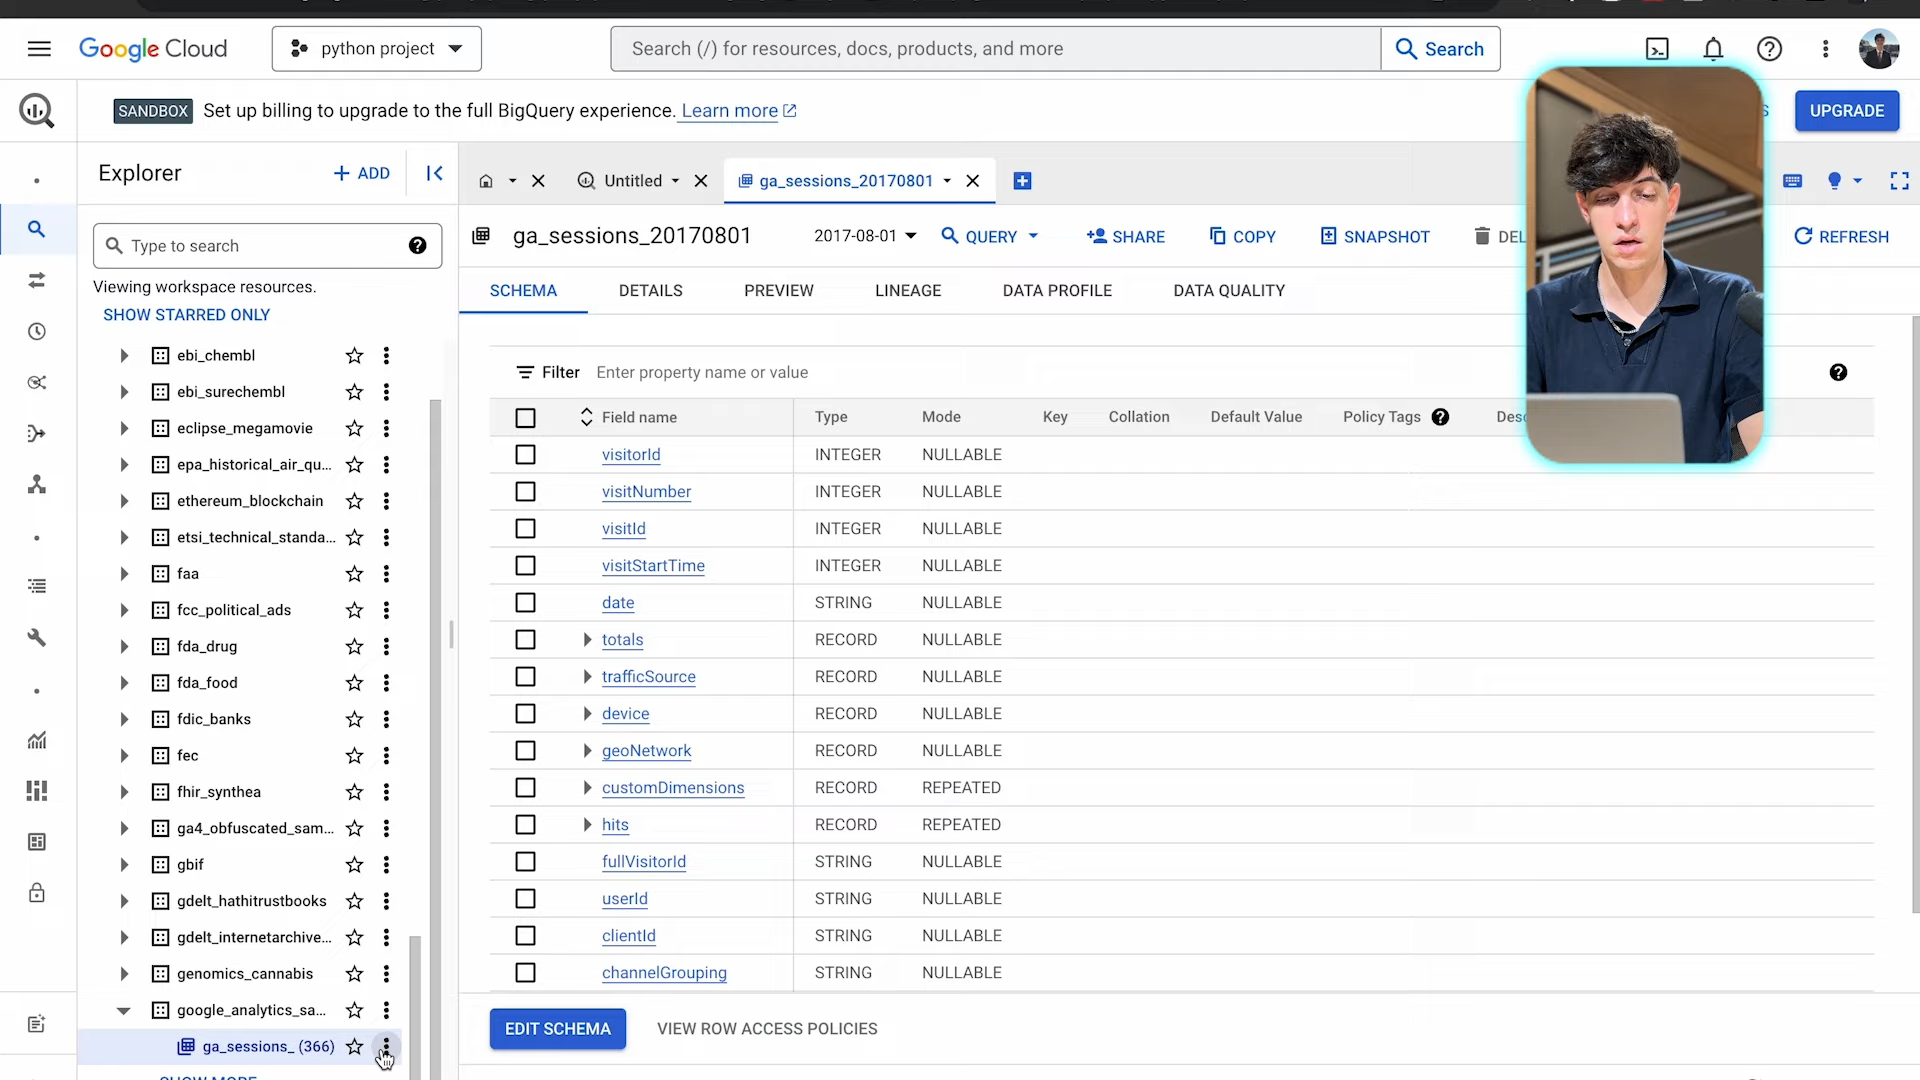 Google Cloud
python project
Search (/) for resources, docs, products, and more
Search
SANDBOX Set up billing to upgrade to the full BigQuery experience. Learn more
S
UPGRADE
Explorer
+ ADD
Untitled
ga_sessions_20170801
Type to search
ga_sessions_20170801
2017-08-01
QUERY
SHARE
COPY
SNAPSHOT
DEL
REFRESH
Viewing workspace resources.
SHOW STARRED ONLY
SCHEMA
DETAILS
PREVIEW
LINEAGE
DATA PROFILE
DATA QUALITY
ebi_chembl
ebi_surechembl
eclipse_megamovie
epa_historical_air_qu...
ethereum_blockchain
etsi_technical_standa...
faa
fcc_political_ads
fda_drug
fda_food
fdic_banks
fec
fhir_synthea
ga4_obfuscated_sam...
gbif
gdelt_hathitrustbooks
gdelt_internetarchive...
genomics_cannabis
google_analytics_sa...
ga_sessions_ (366)
SHOW MORE
Filter Enter property name or value
Field name Type Mode Key Collation Default Value Policy Tags Desc
visitorId INTEGER NULLABLE
visitNumber INTEGER NULLABLE
visitId INTEGER NULLABLE
visitStartTime INTEGER NULLABLE
date STRING NULLABLE
totals RECORD NULLABLE
trafficSource RECORD NULLABLE
device RECORD NULLABLE
geoNetwork RECORD NULLABLE
customDimensions RECORD REPEATED
hits RECORD REPEATED
fullVisitorId STRING NULLABLE
userId STRING NULLABLE
clientId STRING NULLABLE
channelGrouping STRING NULLABLE
EDIT SCHEMA
VIEW ROW ACCESS POLICIES